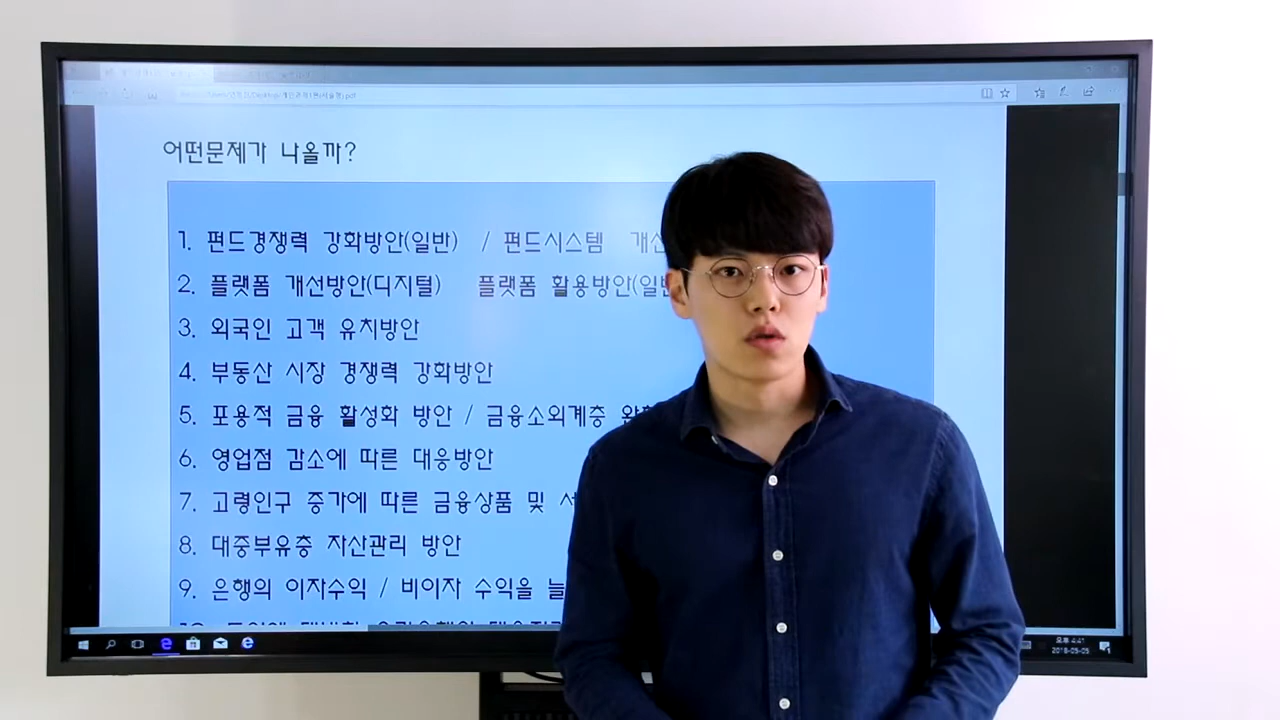 어떤문제가 나올까?
1. 펀드경쟁력 강화방안(일반) / 펀드시스템 개선
2. 플랫폼 개선방안(디지털) 플랫폼 활용방안(일반
3. 외국인 고객 유치방안
4. 부동산 시장 경쟁력 강화방안
5. 포용적 금융 활성화 방안 / 금융소외계층
6. 영업점 감소에 따른 대응방안
7. 고령인구 증가에 따른 금융상품 및
8. 대중부유층 자산관리 방안
9. 은행의 이자수익 / 비이자 수익을
오후 4:41
2018-09-05